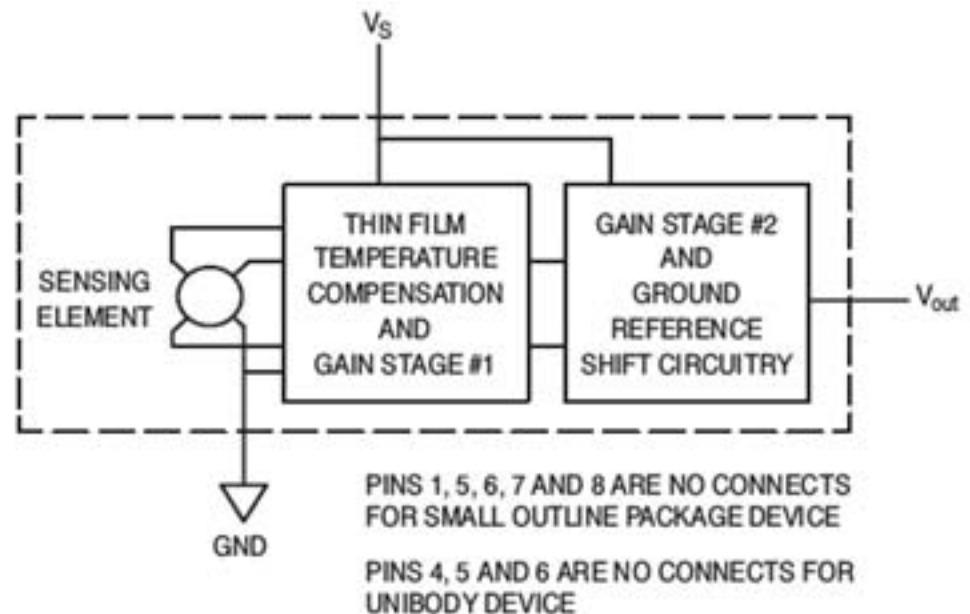 VS
SENSING
ELEMENT
THIN FILM
TEMPERATURE
COMPENSATION
AND
GAIN STAGE #1
GAIN STAGE #2
AND
GROUND
REFERENCE
SHIFT CIRCUITRY
Vout
GND
PINS 1, 5, 6, 7 AND 8 ARE NO CONNECTS
FOR SMALL OUTLINE PACKAGE DEVICE
PINS 4, 5 AND 6 ARE NO CONNECTS FOR
UNIBODY DEVICE